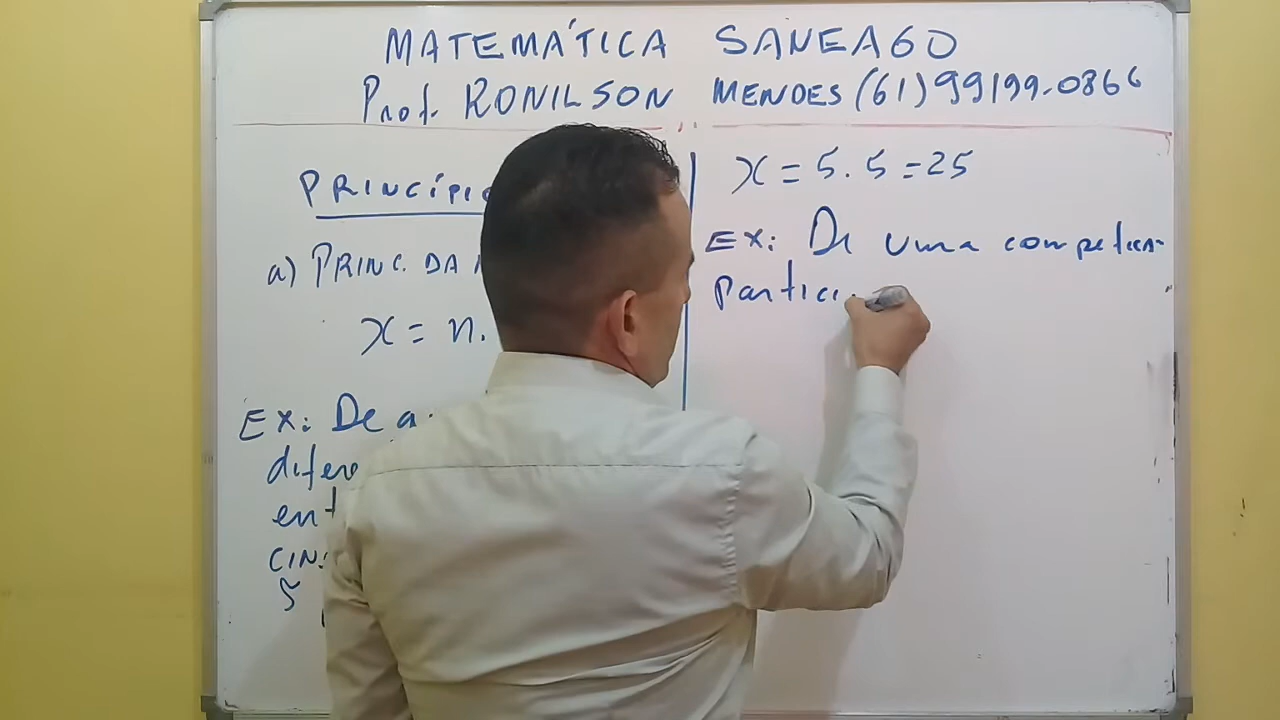 MATEMÁTICA SANEAGO
Prof. RONILSON MENDES (61) 99199-0866
PRINCÍPIO
a) PRINC. DA
x = n.
EX: De
difere
ent
CIN
5
x = 5.5 = 25
EX: De uma competen-
partici